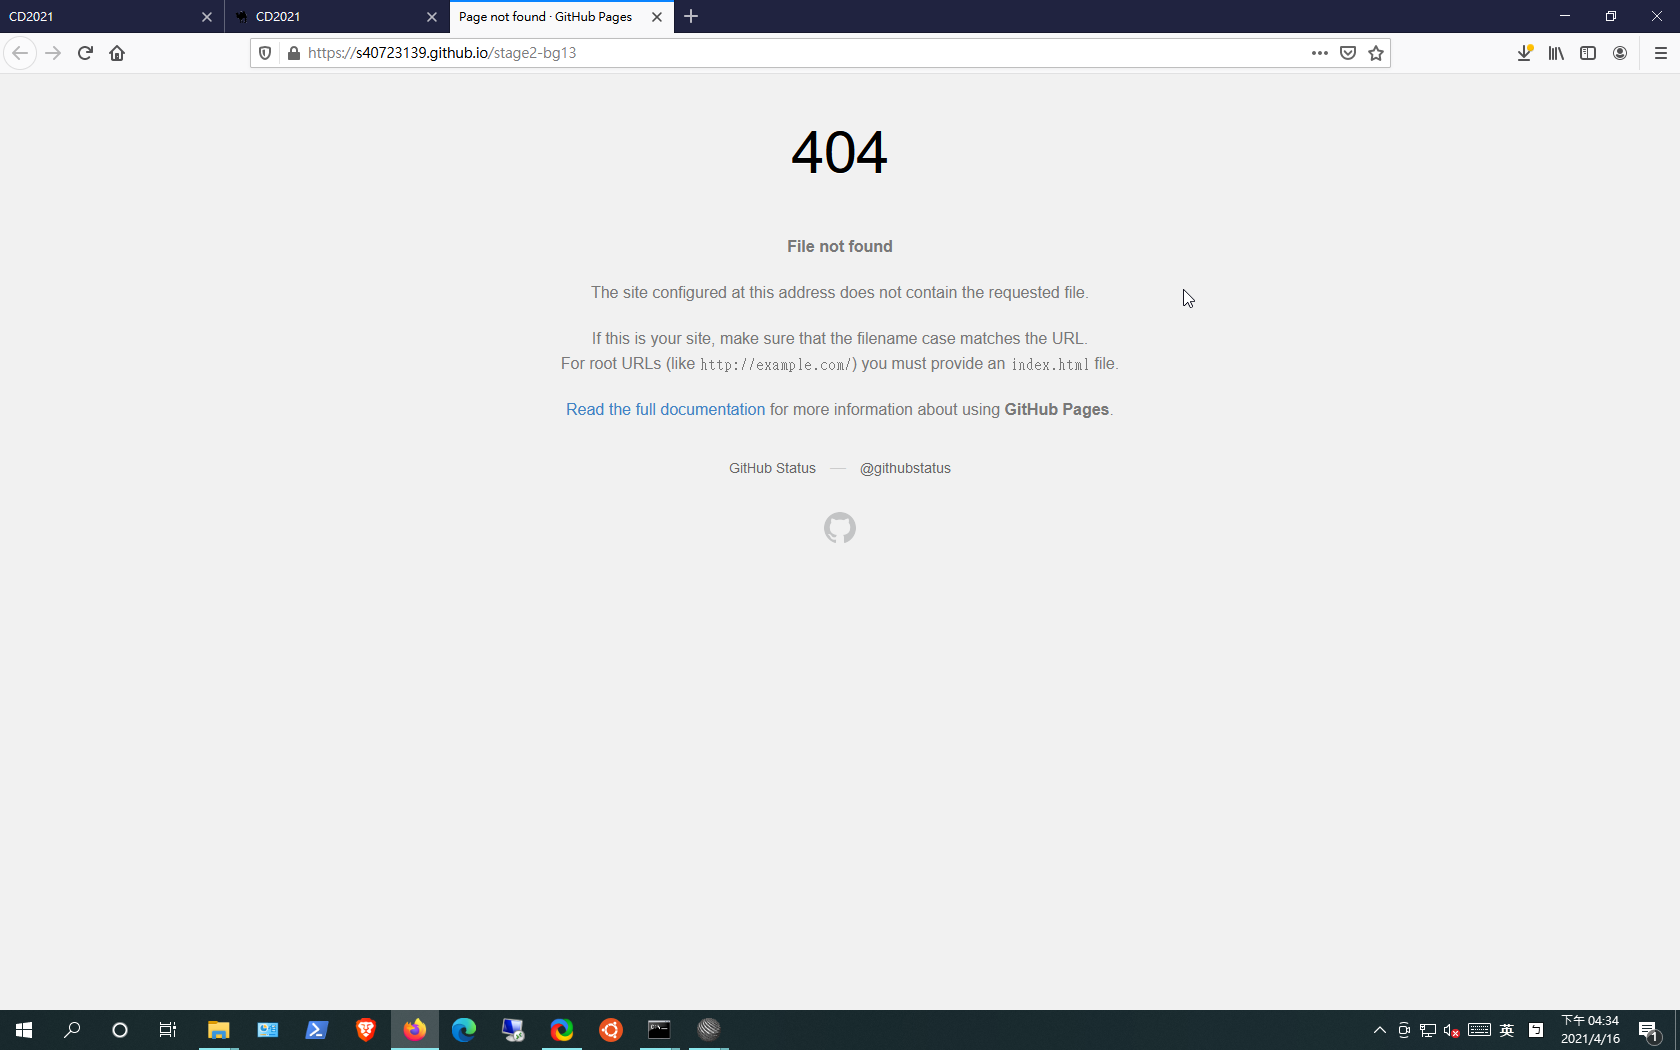 CD2021
CD2021
Page not found · GitHub Pages
https://s40723139.github.io/stage2-bg13
404
File not found
The site configured at this address does not contain the requested file.
If this is your site, make sure that the filename case matches the URL.
For root URLs (like http://example.com/) you must provide an index.html file.
Read the full documentation for more information about using GitHub Pages.
GitHub Status — @githubstatus
英
下午 04:34
2021/4/16
1